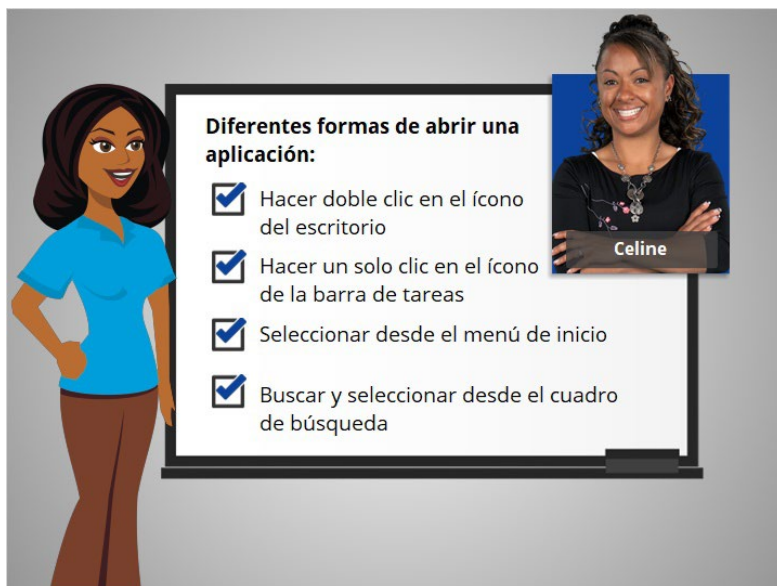 Diferentes formas de abrir una
aplicación:
Hacer doble clic en el ícono
del escritorio
Hacer un solo clic en el ícono
de la barra de tareas
Seleccionar desde el menú de inicio
Buscar y seleccionar desde el cuadro
de búsqueda
Celine